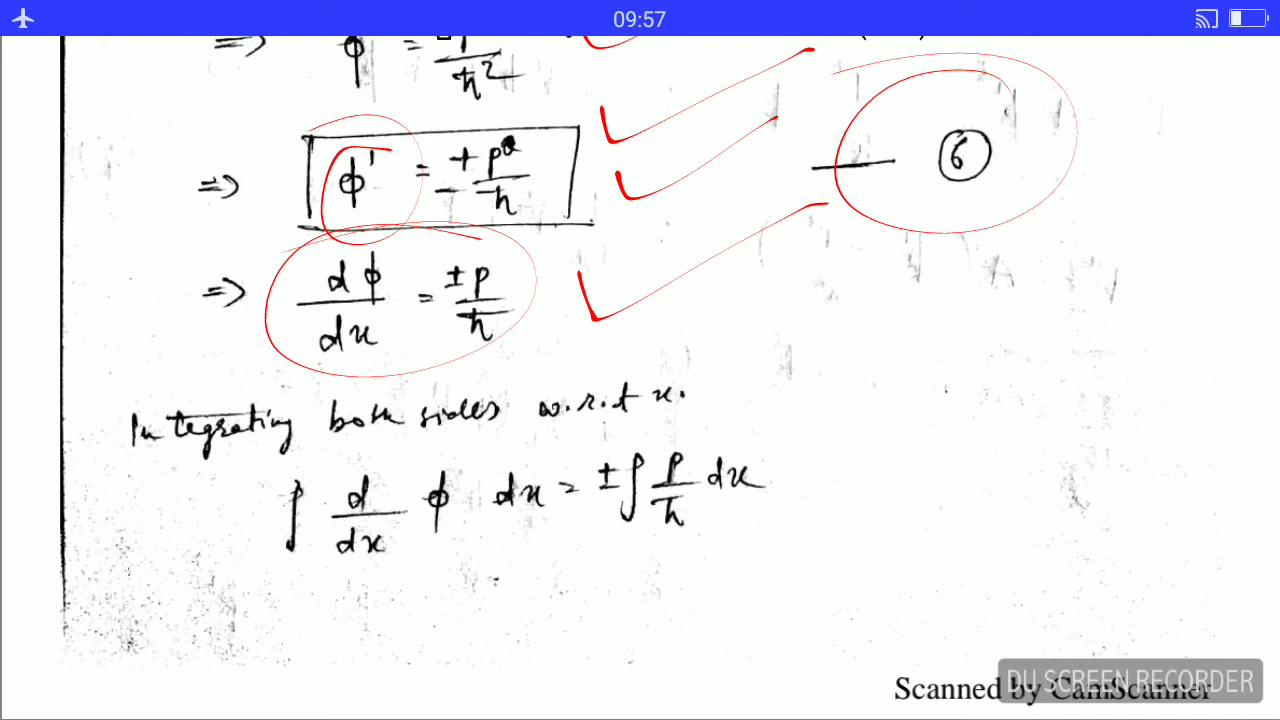 09:57
=> ϕ = / ħ²
=> ϕ' = ± p / ħ — ⑥
=> dϕ/dx = ± p/ħ
Integrating both sides w.r.t x.
∫ d/dx ϕ dx = ± ∫ p/ħ dx
Scanned by CamScanner
DU SCREEN RECORDER